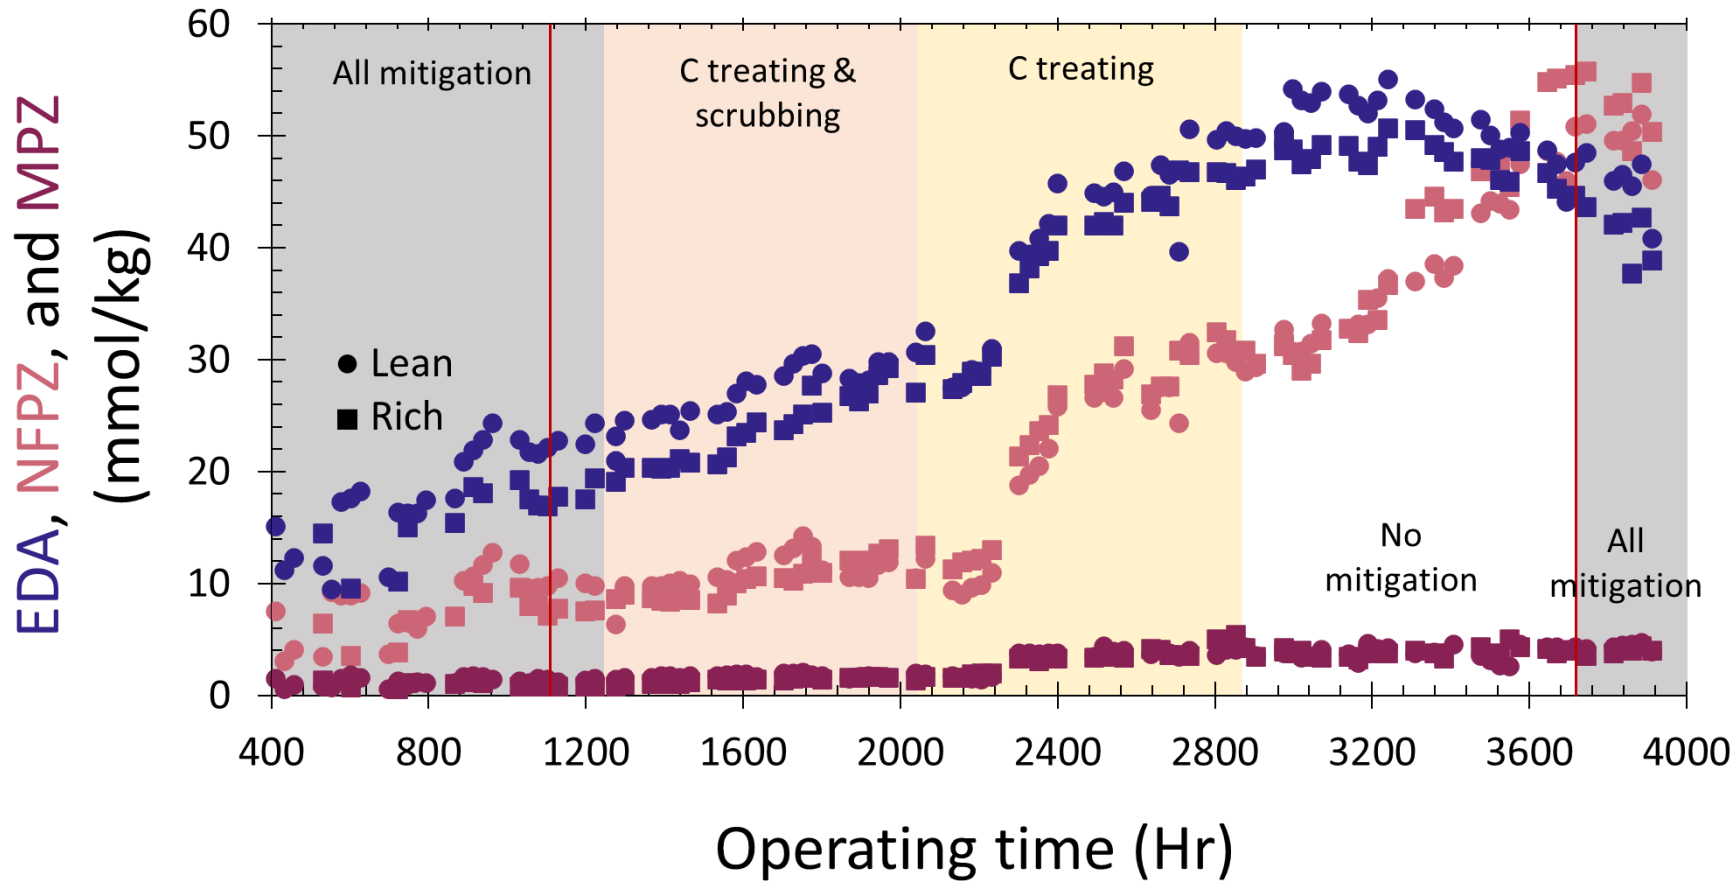 EDA, NFPZ, and MPZ
(mmol/kg)
60
50
40
30
20
10
0
All mitigation
C treating &
scrubbing
C treating
Lean
Rich
No
mitigation
All
mitigation
400
800
1200
1600
2000
2400
2800
3200
3600
4000
Operating time (Hr)